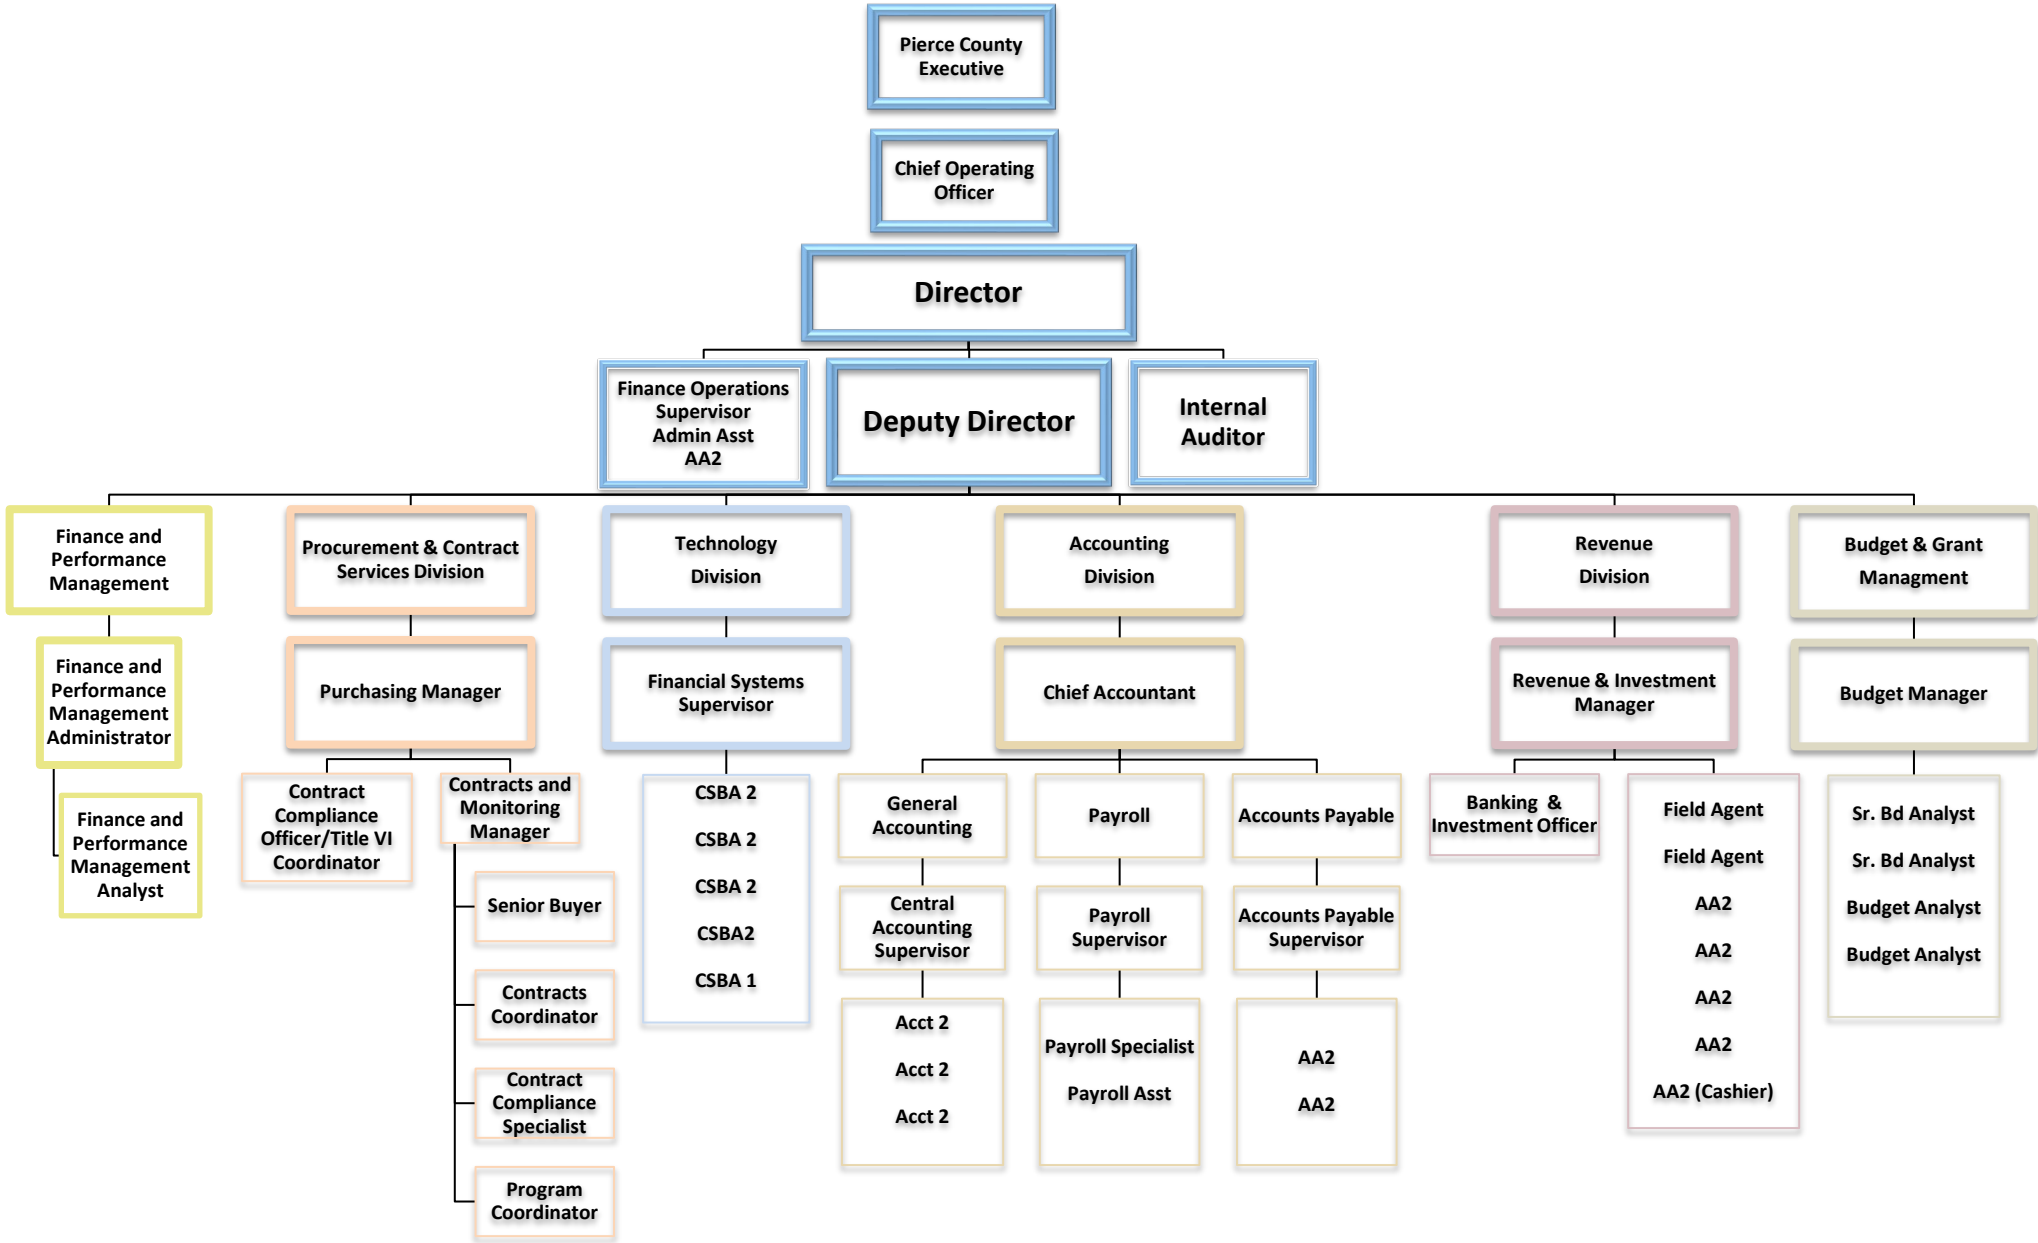 Pierce County
Executive
Chief Operating
Officer
Director
Finance Operations
Supervisor
Admin Asst
AA2
Deputy Director
Internal
Auditor
Finance and
Performance
Management
Procurement & Contract
Services Division
Technology
Division
Accounting
Division
Revenue
Division
Budget & Grant
Managment
Finance and
Performance
Management
Administrator
Purchasing Manager
Financial Systems
Supervisor
Chief Accountant
Revenue & Investment
Manager
Budget Manager
Finance and
Performance
Management
Analyst
Contract
Compliance
Officer/Title VI
Coordinator
Contracts and
Monitoring
Manager
Senior Buyer
Contracts
Coordinator
Contract
Compliance
Specialist
Program
Coordinator
CSBA 2
CSBA 2
CSBA 2
CSBA2
CSBA 1
General
Accounting
Central
Accounting
Supervisor
Acct 2
Acct 2
Acct 2
Payroll
Payroll
Supervisor
Payroll Specialist
Payroll Asst
Accounts Payable
Accounts Payable
Supervisor
AA2
AA2
Banking &
Investment Officer
Field Agent
Field Agent
AA2
AA2
AA2
AA2
AA2 (Cashier)
Sr. Bd Analyst
Sr. Bd Analyst
Budget Analyst
Budget Analyst